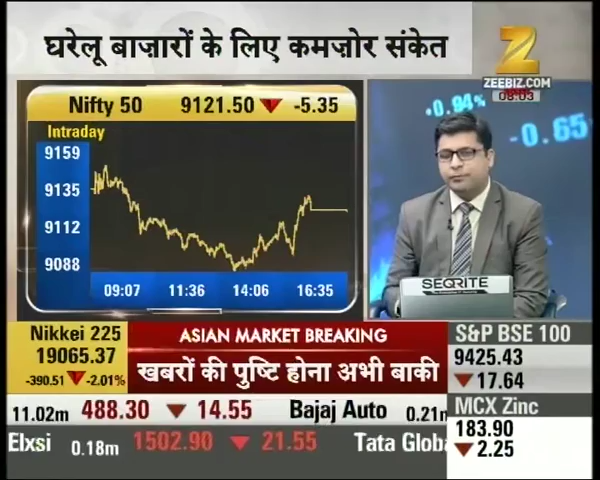 घरेलू बाज़ारों के लिए कमज़ोर संकेत
ZEEBIZ.COM
08:03
Nifty 50 9121.50 -5.35
Intraday
9159
9135
9112
9088
09:07 11:36 14:06 16:35
+0.94%
-0.65
SEQRITE
Nikkei 225
19065.37
-390.51 -2.01%
ASIAN MARKET BREAKING
खबरों की पुष्टि होना अभी बाकी
S&P BSE 100
9425.43
17.64
11.02m 488.30 14.55 Bajaj Auto 0.21m
MCX Zinc
183.90
2.25
Elxsi 0.18m 1502.90 21.55 Tata Globa